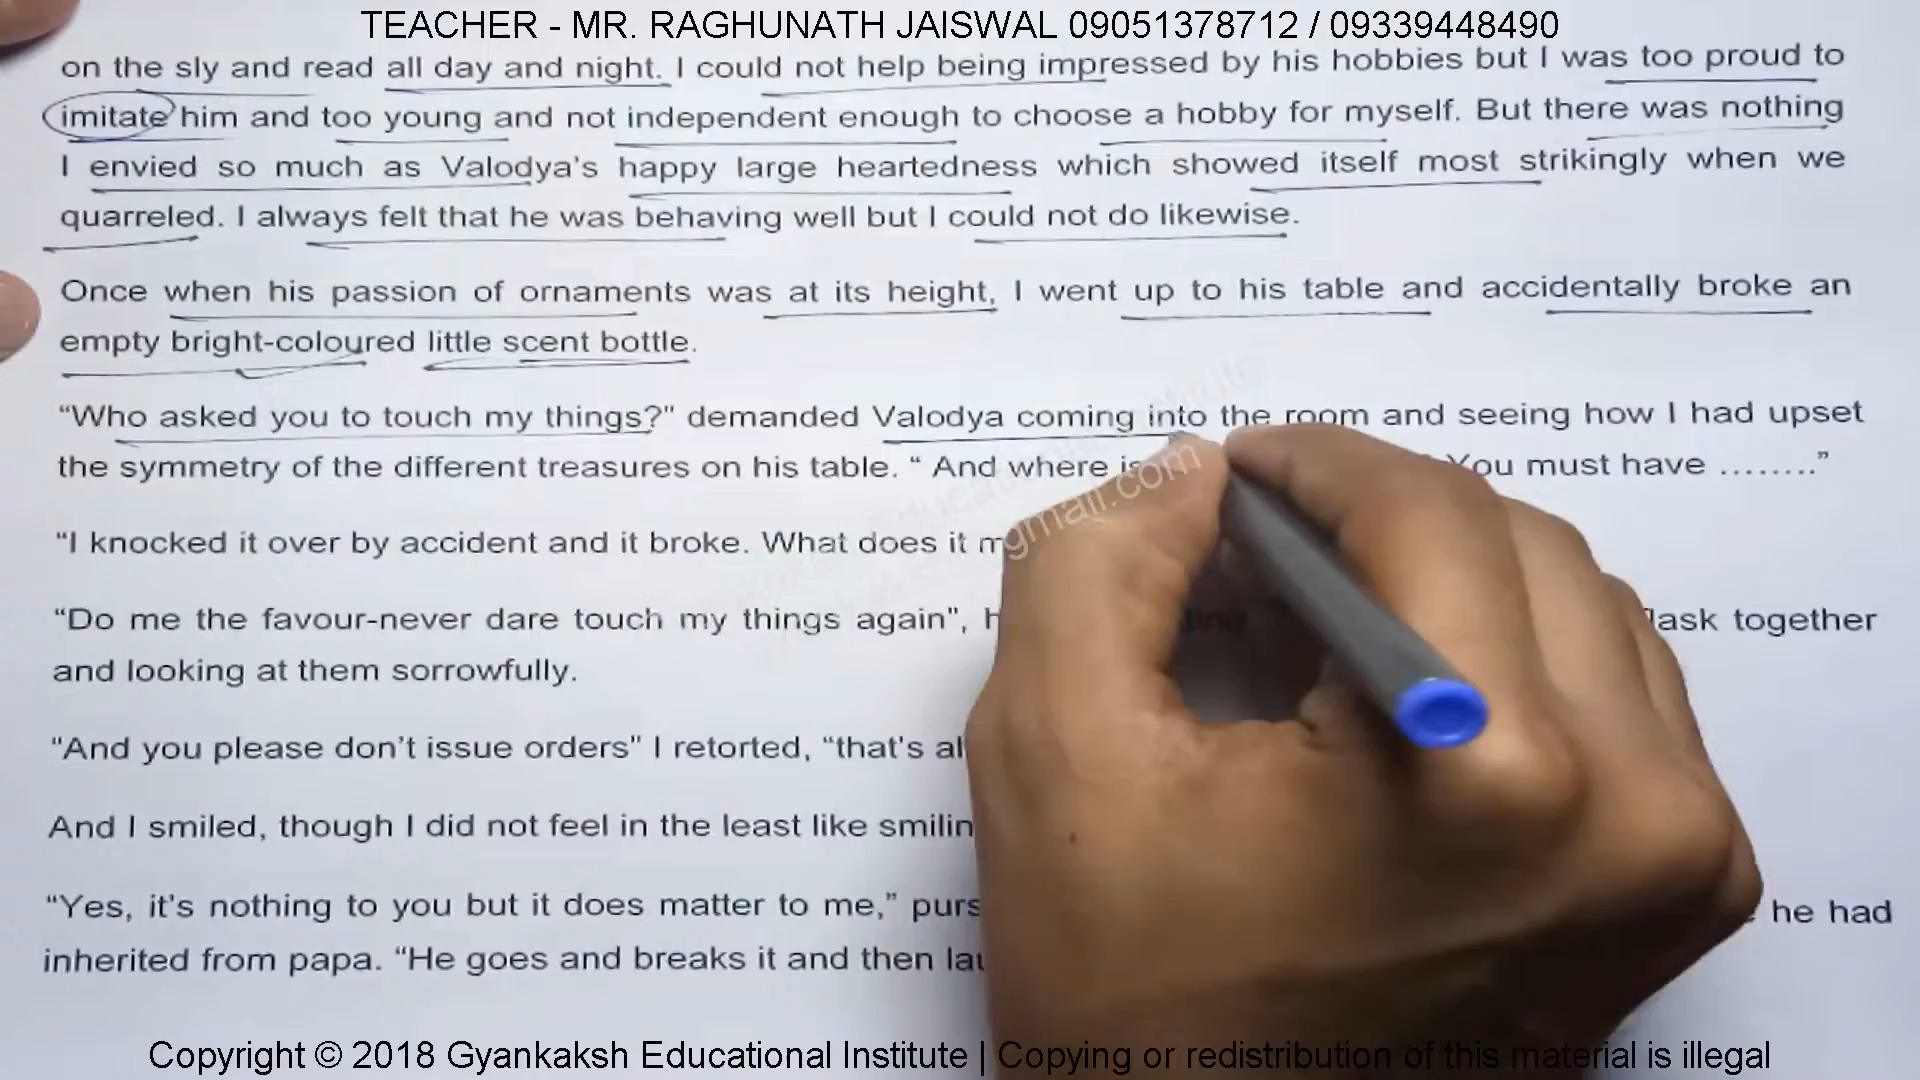 TEACHER - MR. RAGHUNATH JAISWAL 09051378712 / 09339448490
on the sly and read all day and night. I could not help being impressed by his hobbies but I was too proud to
imitate him and too young and not independent enough to choose a hobby for myself. But there was nothing
I envied so much as Valodya's happy large heartedness which showed itself most strikingly when we
quarreled. I always felt that he was behaving well but I could not do likewise.
Once when his passion of ornaments was at its height, I went up to his table and accidentally broke an
empty bright-coloured little scent bottle.
“Who asked you to touch my things?" demanded Valodya coming into the room and seeing how I had upset
the symmetry of the different treasures on his table. “ And where You must have ........”
@gmail.com
“I knocked it over by accident and it broke. What does it
“Do me the favour-never dare touch my things again", together
and looking at them sorrowfully.
“And you please don’t issue orders” I retorted, “that's
And I smiled, though I did not feel in the least like
“Yes, it’s nothing to you but it does matter to me,” he had
inherited from papa. “He goes and breaks it and then
Copyright © 2018 Gyankaksh Educational Institute | Copying or redistribution of this material is illegal